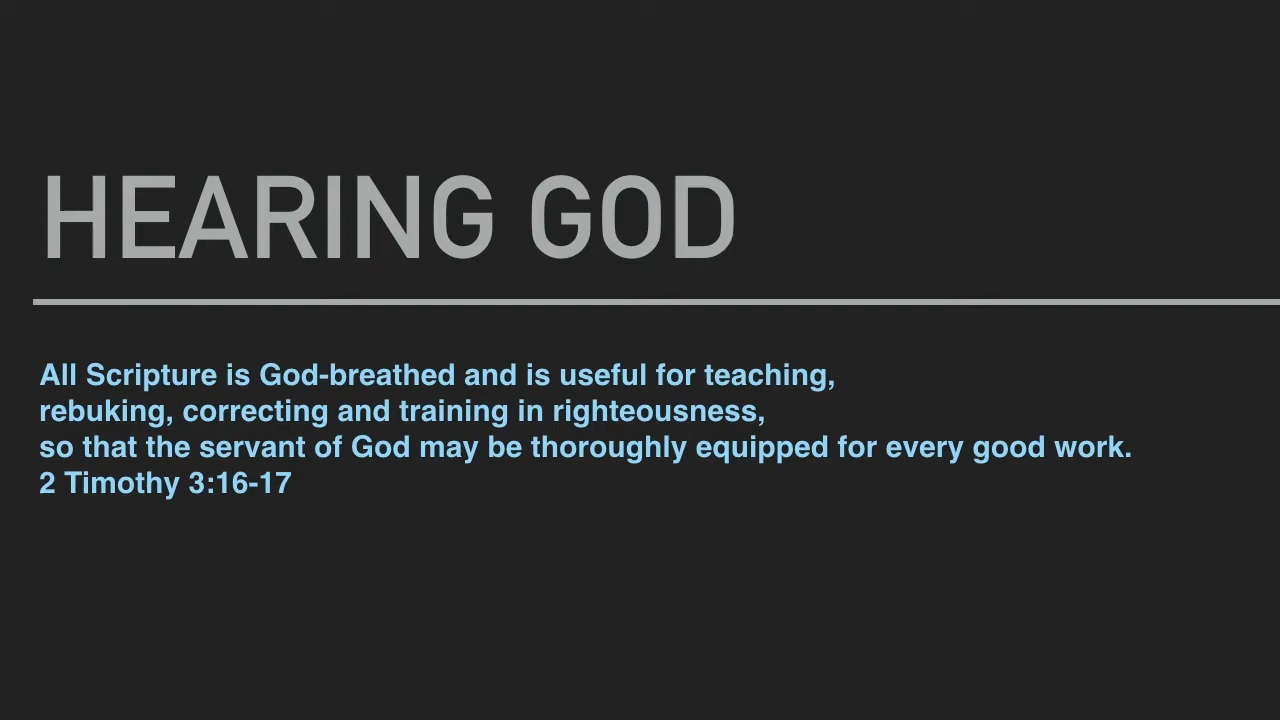 HEARING GOD
All Scripture is God-breathed and is useful for teaching,
rebuking, correcting and training in righteousness,
so that the servant of God may be thoroughly equipped for every good work.
2 Timothy 3:16-17